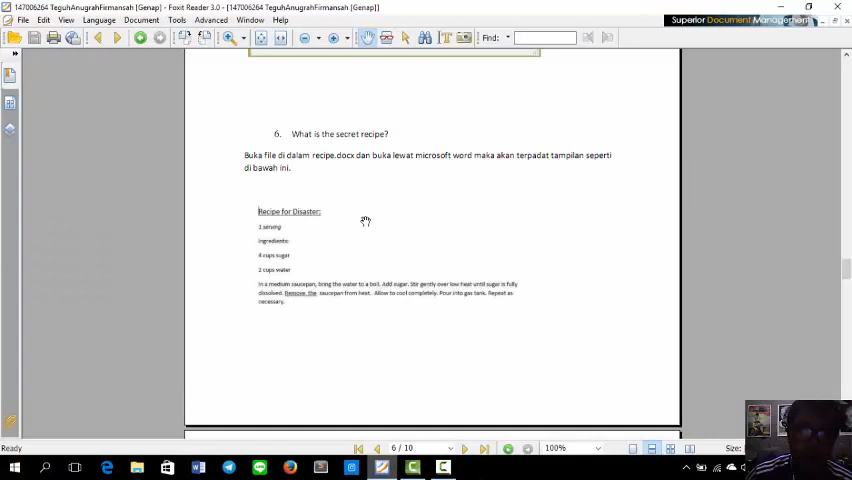 147006264 TeguhAnugrahFirmansah [Genap] - Foxit Reader 3.0 - [147006264 TeguhAnugrahFirmansah [Genap]]
File Edit View Language Document Tools Advanced Window Help
Superior Document Management
Find:
6. What is the secret recipe?
Buka file di dalam recipe.docx dan buka lewat microsoft word maka akan terpadat tampilan seperti
di bawah ini.
Recipe for Disaster:
1 serving
Ingredients:
4 cups sugar
2 cups water
In a medium saucepan, bring the water to a boil. Add sugar. Stir gently over low heat until sugar is fully
dissolved. Remove the saucepan from heat. Allow to cool completely. Pour into gas tank. Repeat as
necessary.
Ready
6 / 10
100%
Size: